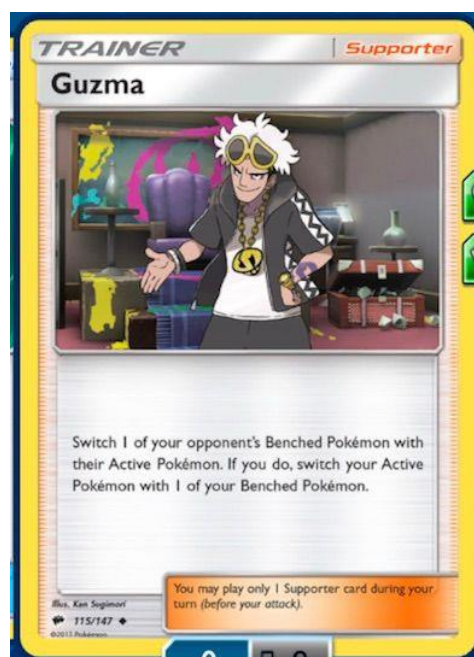 TRAINER Supporter
Guzma
Switch 1 of your opponent's Benched Pokémon with
their Active Pokémon. If you do, switch your Active
Pokémon with 1 of your Benched Pokémon.
You may play only 1 Supporter card during your
turn (before your attack).
Illus. Ken Sugimori
115/147
©2017 Pokémon